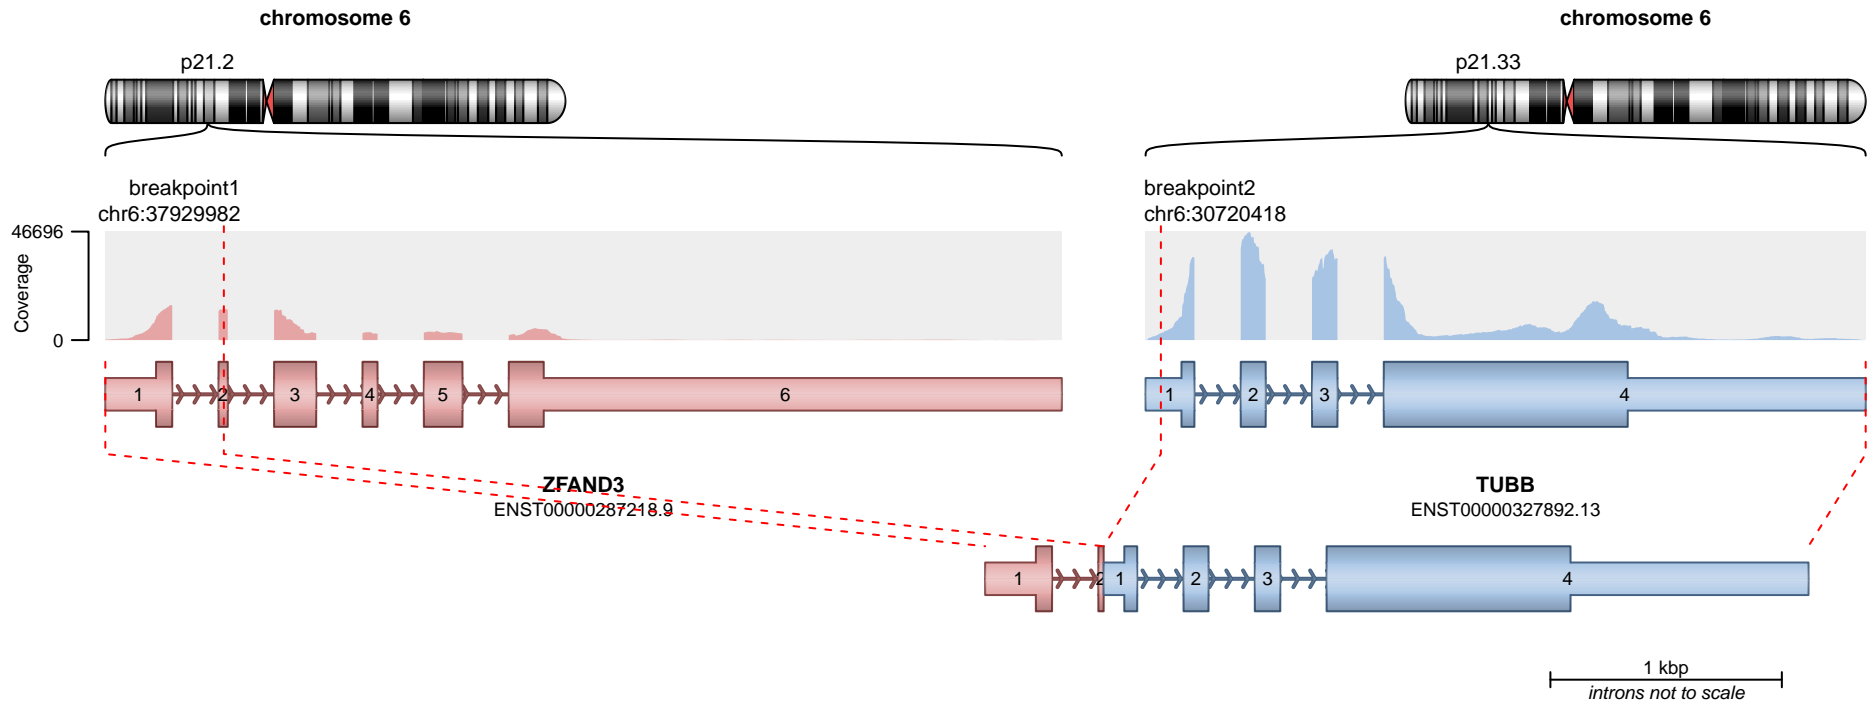 chromosome 6
chromosome 6
p21.2
p21.33
breakpoint1
chr6:37929982
breakpoint2
chr6:30720418
46696
Coverage
0
1 2 3 4 5 6
1 2 3 4
ZFAND3
ENST00000287218.9
TUBB
ENST00000327892.13
1 2 1 2 3 4
1 kbp
introns not to scale